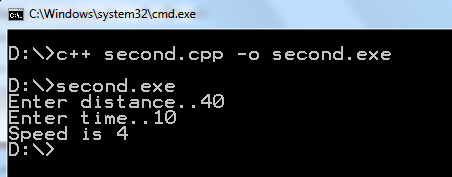 C:\Windows\system32\cmd.exe
D:\>c++ second.cpp -o second.exe
D:\>second.exe
Enter distance..40
Enter time..10
Speed is 4
D:\>